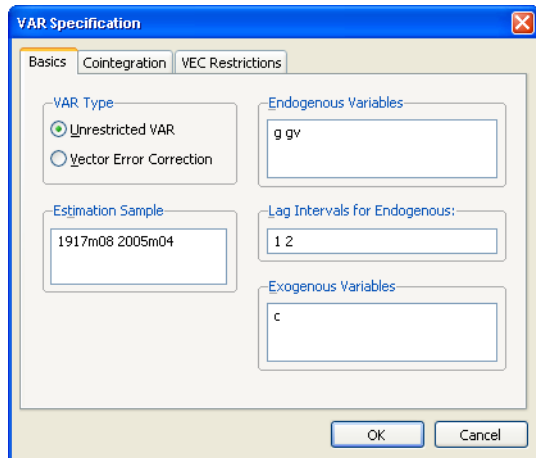 VAR Specification
Basics
Cointegration
VEC Restrictions
VAR Type
Unrestricted VAR
Vector Error Correction
Endogenous Variables
g gv
Estimation Sample
1917m08 2005m04
Lag Intervals for Endogenous:
1 2
Exogenous Variables
c
OK
Cancel